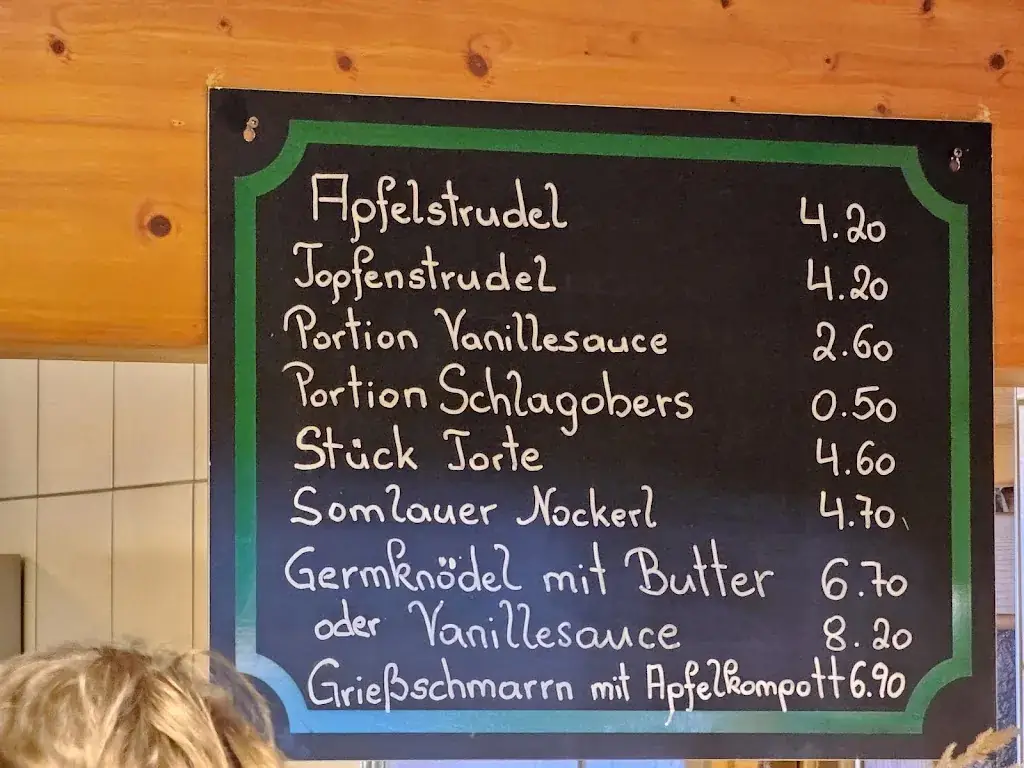 Apfelstrudel 4.20
Topfenstrudel 4.20
Portion Vanillesauce 2.60
Portion Schlagobers 0.50
Stück Torte 4.60
Somlauer Nockerl 4.70
Germknödel mit Butter 6.70
oder Vanillesauce 8.20
Grießschmarrn mit Apfelkompott 6.90